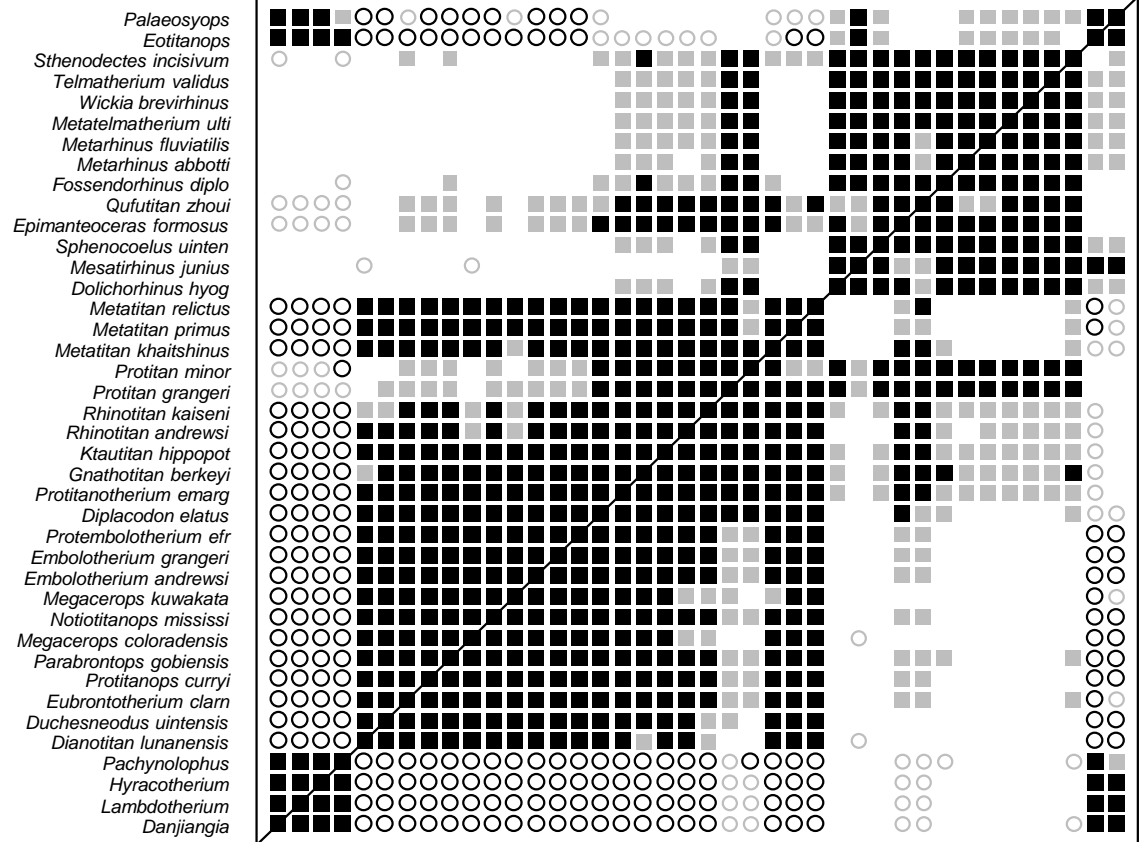 Palaeosyops
Eotitanops
Sthenodectes incisivum
Telmatherium validus
Wickia brevirhinus
Metatelmatherium ulti
Metarhinus fluviatilis
Metarhinus abbotti
Fossendorhinus diplo
Qufutitan zhoui
Epimanteoceras formosus
Sphenocoelus uinten
Mesatirhinus junius
Dolichorhinus hyog
Metatitan relictus
Metatitan primus
Metatitan khaitshinus
Protitan minor
Protitan grangeri
Rhinotitan kaiseni
Rhinotitan andrewsi
Ktautitan hippopot
Gnathotitan berkeyi
Protitanotherium emarg
Diplacodon elatus
Protembolotherium efr
Embolotherium grangeri
Embolotherium andrewsi
Megacerops kuwakata
Notiotitanops mississi
Megacerops coloradensis
Parabrontops gobiensis
Protitanops curryi
Eubrontotherium clarn
Duchesneodus uintensis
Dianotitan lunanensis
Pachynolophus
Hyracotherium
Lambdotherium
Danjiangia